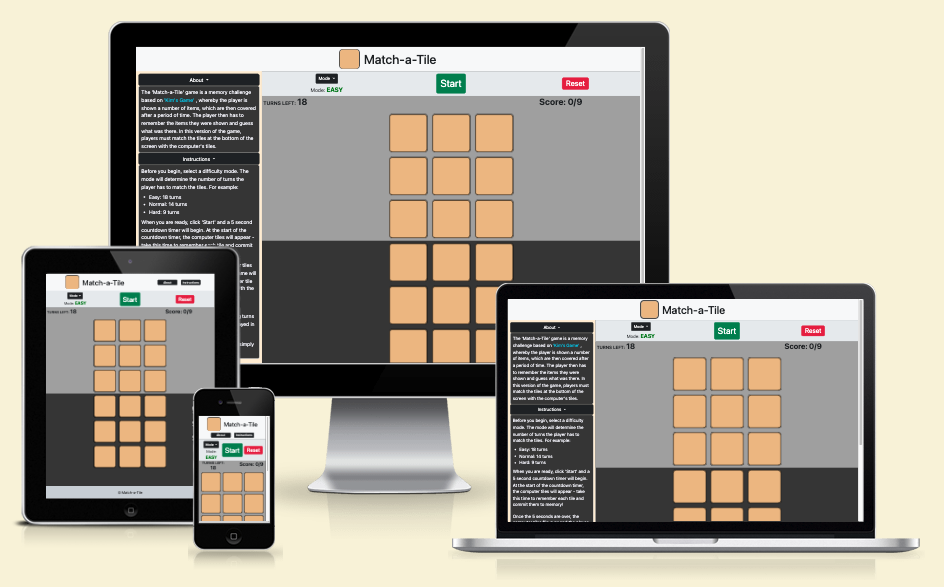 Match-a-Tile
About
Mode
Start
Reset
Mode: EASY
The 'Match-a-Tile' game is a memory challenge
based on 'Kim's Game' , whereby the player is
shown a number of items, which are then covered
after a period of time. The player then has to
remember the items they were shown and guess
what was there. In this version of the game,
players must match the tiles at the bottom of the
screen with the computer's tiles.
TURNS LEFT: 18
Score: 0/9
Instructions
Before you begin, select a difficulty mode. The
mode will determine the number of turns the
player has to match the tiles. For example:
Easy: 18 turns
Normal: 14 turns
Hard: 9 turns
When you are ready, click 'Start' and a 5 second
countdown timer will begin. At the start of the
countdown timer, the computer tiles will appear -
take this time to remember each tile and commit
Match-a-Tile
About
Instructions
Mode
Start
Reset
Mode: EASY
TURNS LEFT: 18
Score: 0/9
© Match-a-Tile
Match-a-Tile
About
Instructions
Mode
Start
Reset
Mode:
EASY
TURNS LEFT:
18
Score: 0/9
Match-a-Tile
About
Mode
Start
Reset
Mode: EASY
The 'Match-a-Tile' game is a memory
challenge based on 'Kim's Game' ,
whereby the player is shown a number
of items, which are then covered after a
period of time. The player then has to
remember the items they were shown
and guess what was there. In this
version of the game, players must match
the tiles at the bottom of the screen with
the computer's tiles.
TURNS LEFT: 18
Score: 0/9
Instructions
Before you begin, select a difficulty
mode. The mode will determine the
number of turns the player has to
match the tiles. For example:
Easy: 18 turns
Normal: 14 turns
Hard: 9 turns
When you are ready, click 'Start' and a
5 second countdown timer will begin.
At the start of the countdown timer,
the computer tiles will appear - take
this time to remember each tile and
commit them to memory!
Once the 5 seconds are over, the